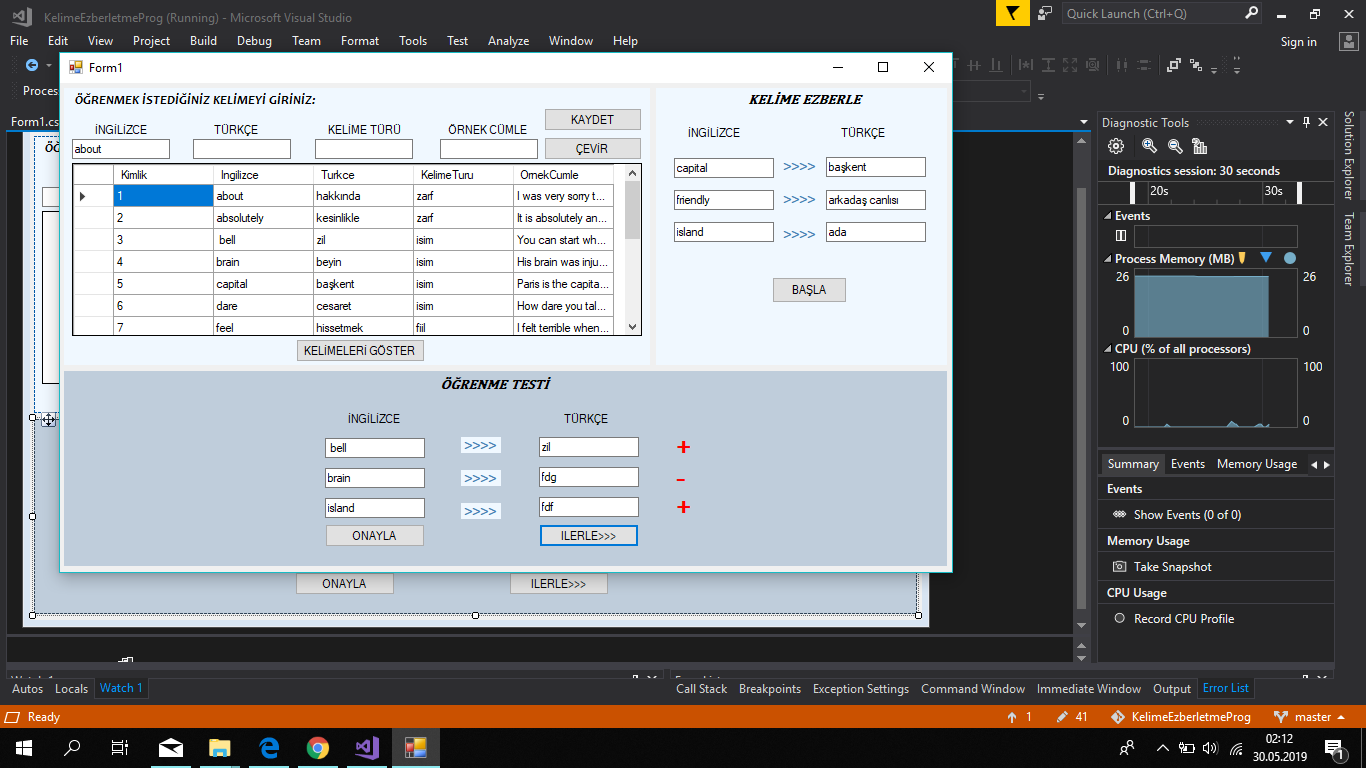 KelimeEzberletmeProg (Running) - Microsoft Visual Studio
Quick Launch (Ctrl+Q)
File Edit View Project Build Debug Team Format Tools Test Analyze Window Help
Sign in
Proces
Form1.cs
Form1
ÖĞRENMEK İSTEDİĞİNİZ KELİMEYİ GİRİNİZ:
İNGİLİZCE TÜRKÇE KELİME TÜRÜ ÖRNEK CÜMLE
KAYDET
about
ÇEVİR
Kimlik Ingilizce Turkce KelimeTuru OrnekCumle
1 about hakkında zarf I was very sorry t...
2 absolutely kesinlikle zarf It is absolutely an...
3 bell zil isim You can start wh...
4 brain beyin isim His brain was inju...
5 capital başkent isim Paris is the capita...
6 dare cesaret isim How dare you tal...
7 feel hissetmek fiil I felt terrible when...
KELİMELERİ GÖSTER
KELİME EZBERLE
İNGİLİZCE TÜRKÇE
capital >>>> başkent
friendly >>>> arkadaş canlısı
island >>>> ada
BAŞLA
ÖĞRENME TESTİ
İNGİLİZCE TÜRKÇE
bell >>>> zil +
brain >>>> fdg -
island >>>> fdf +
ONAYLA ILERLE>>>
ONAYLA ILERLE>>>
Diagnostic Tools
Diagnostics session: 30 seconds
20s 30s
Events
Process Memory (MB)
26 26
0 0
CPU (% of all processors)
100 100
0 0
Summary Events Memory Usage
Events
Show Events (0 of 0)
Memory Usage
Take Snapshot
CPU Usage
Record CPU Profile
Solution Explorer
Team Explorer
Autos Locals Watch 1
Call Stack Breakpoints Exception Settings Command Window Immediate Window Output Error List
Ready
1 41 KelimeEzberletmeProg master
02:12
30.05.2019
1